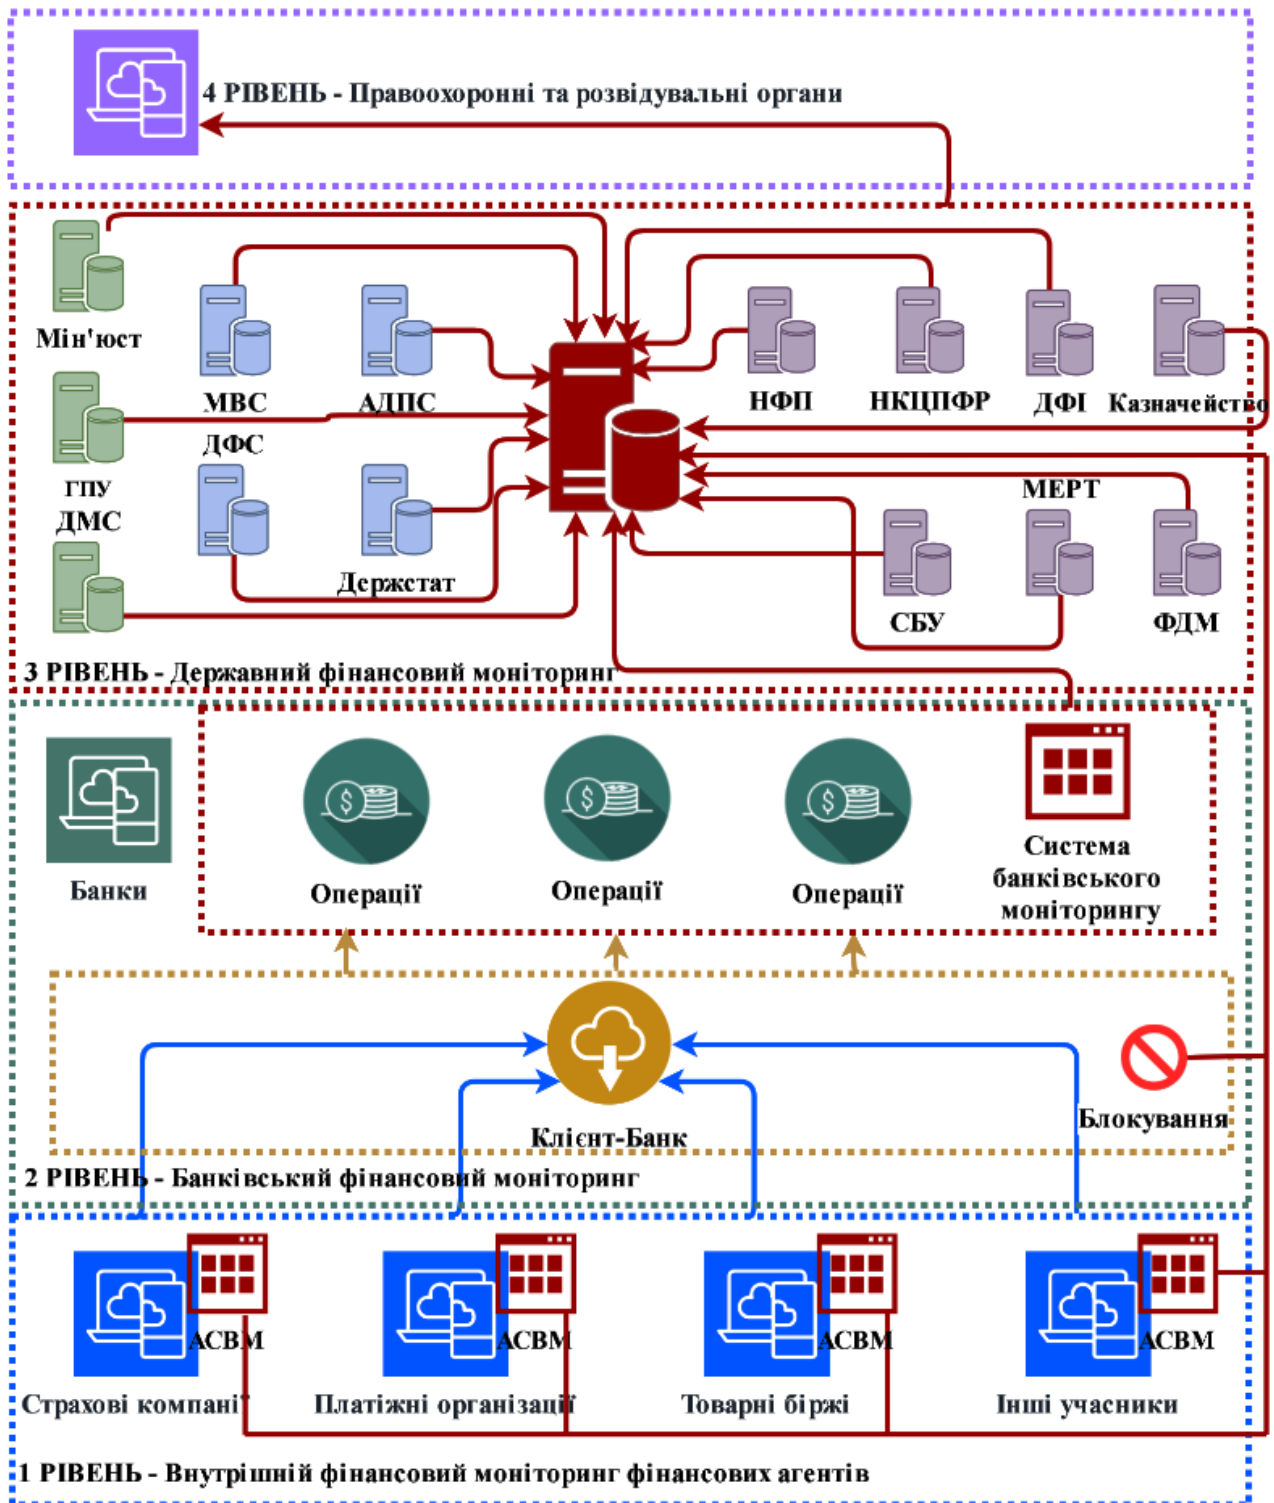 4 РІВЕНЬ - Правоохоронні та розвідувальні органи
Мін'юст
МВС
АДПС
НФП
НКЦПФР
ДФІ
Казначейство
ДФС
ГПУ
ДМС
МЕРТ
Держстат
СБУ
ФДМ
3 РІВЕНЬ - Державний фінансовий моніторинг
Банки
Операції
Операції
Операції
Система
банківського
моніторингу
Клієнт-Банк
Блокування
2 РІВЕНЬ - Банківський фінансовий моніторинг
АСВМ
АСВМ
АСВМ
АСВМ
Страхові компанії
Платіжні організації
Товарні біржі
Інші учасники
1 РІВЕНЬ - Внутрішній фінансовий моніторинг фінансових агентів